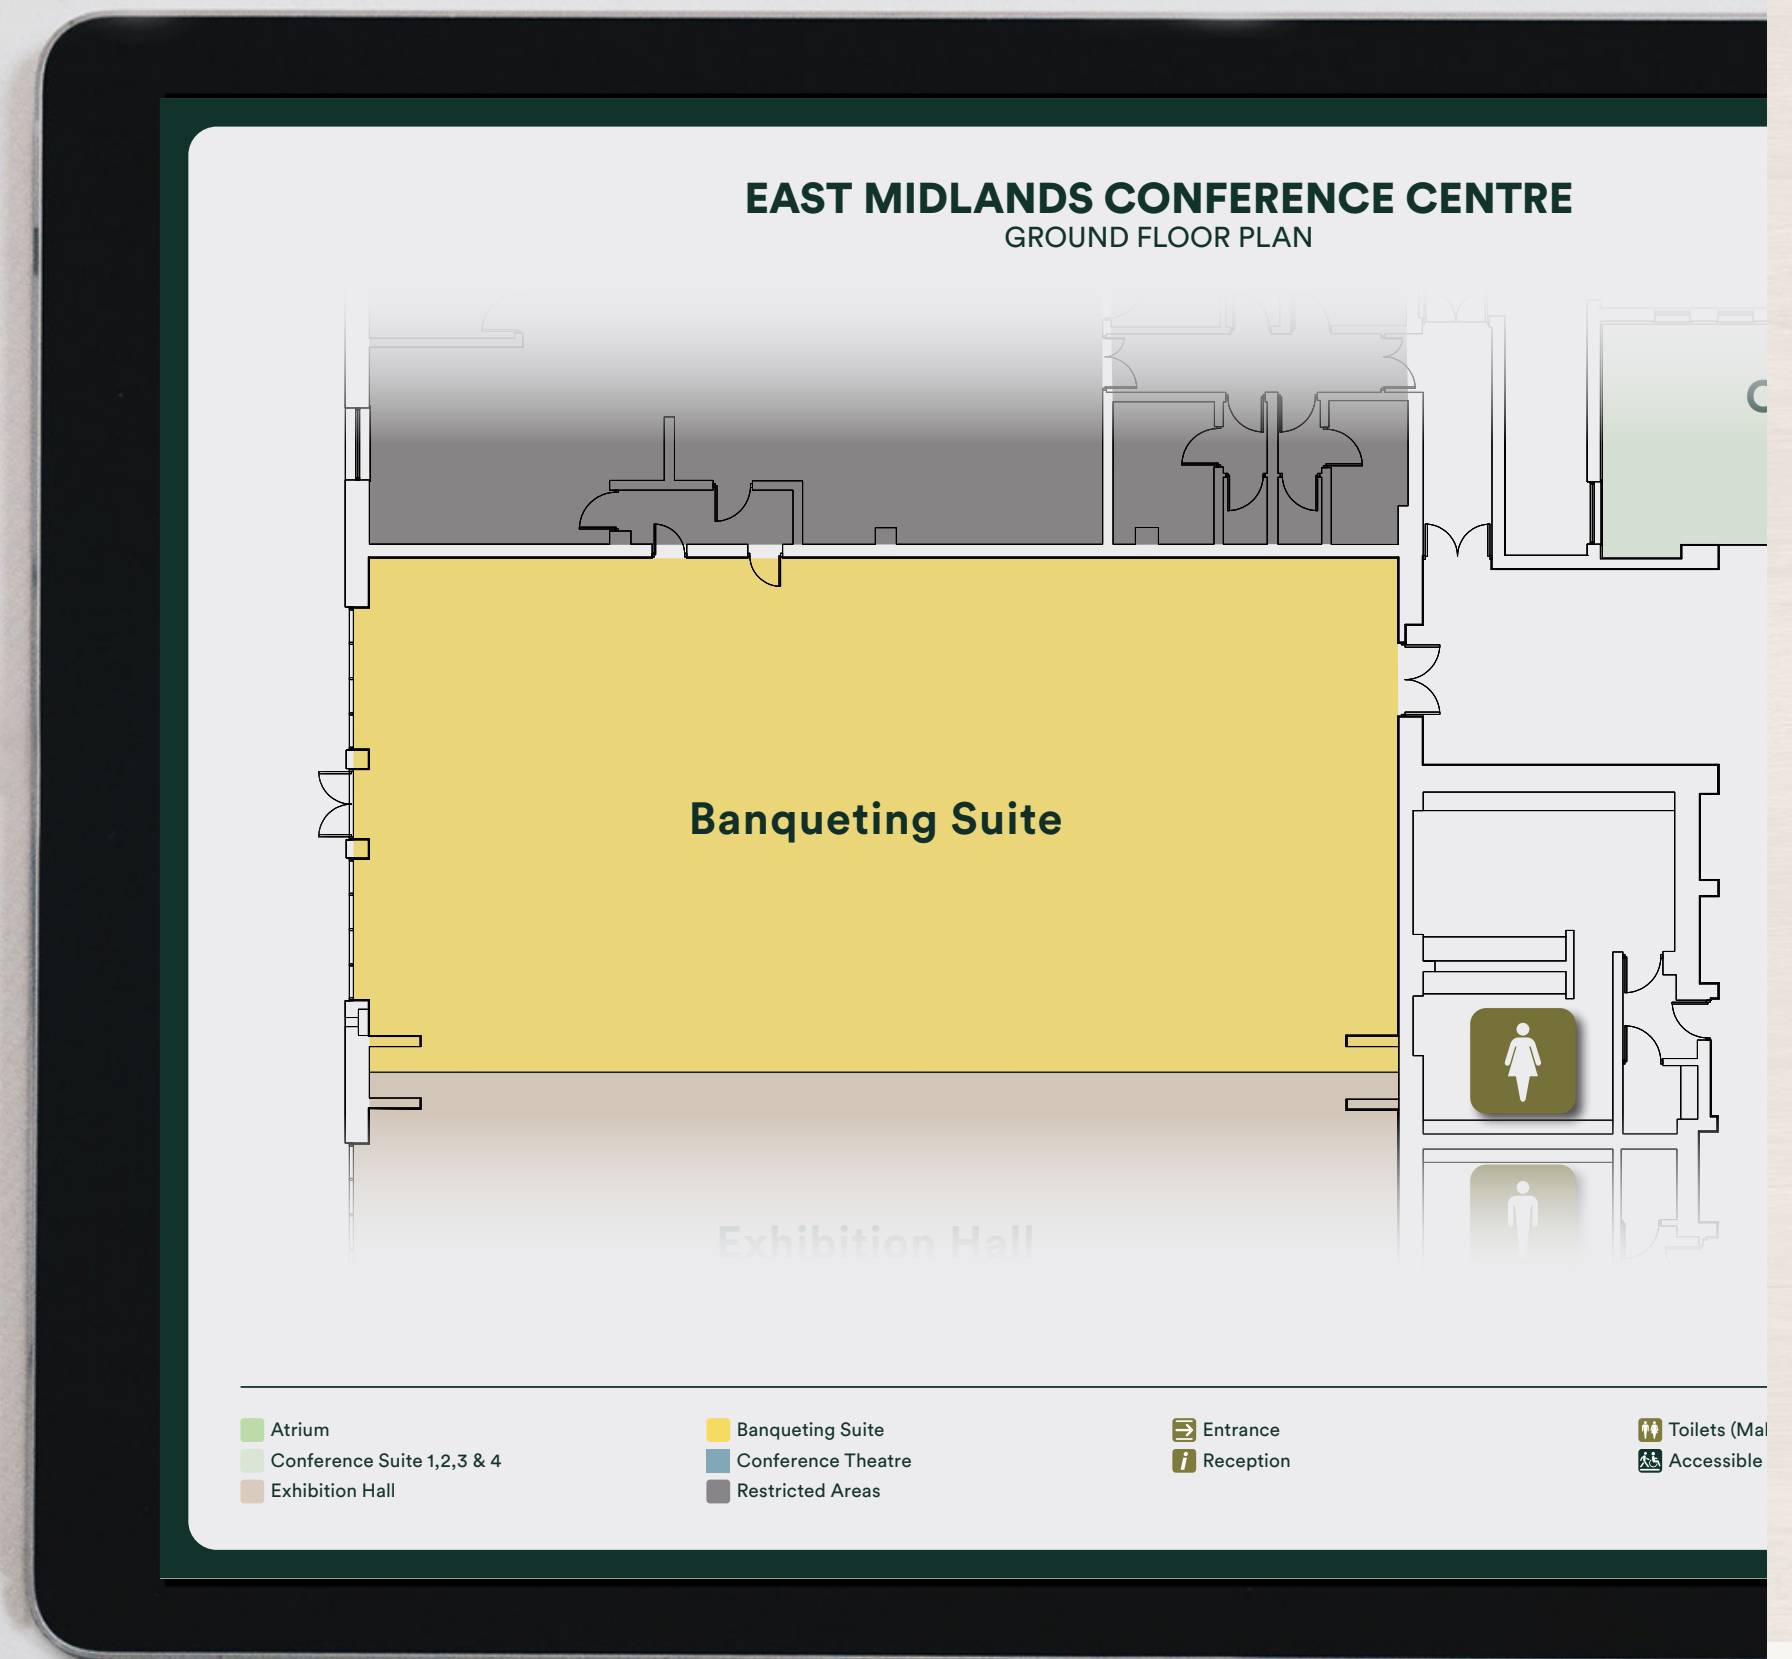 EAST MIDLANDS CONFERENCE CENTRE
GROUND FLOOR PLAN
Banqueting Suite
Exhibition Hall
Atrium
Conference Suite 1,2,3 & 4
Exhibition Hall
Banqueting Suite
Conference Theatre
Restricted Areas
Entrance
Reception
Toilets
Accessible